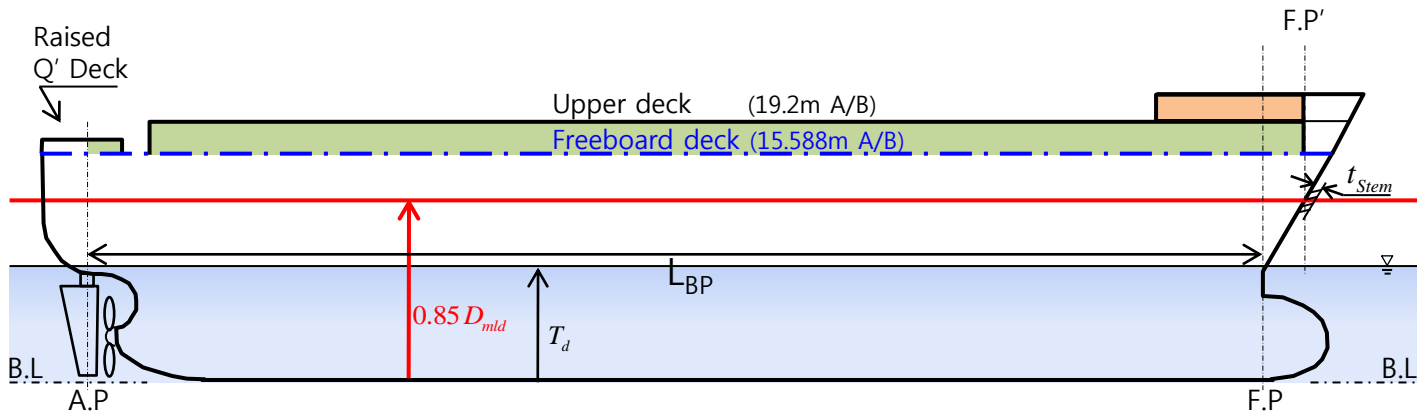 F.P'
Raised
Q' Deck
Upper deck (19.2m A/B)
Freeboard deck (15.588m A/B)
t_Stem
L_BP
0.85 D_mld
T_d
B.L
B.L
A.P
F.P